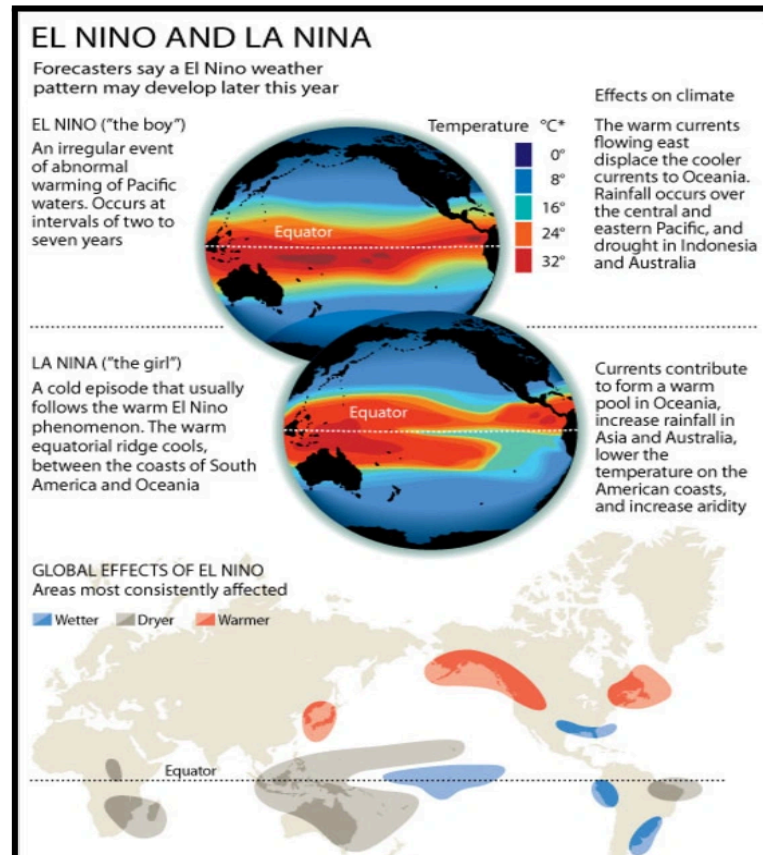 EL NINO AND LA NINA
Forecasters say a El Nino weather
pattern may develop later this year
EL NINO ("the boy")
An irregular event
of abnormal
warming of Pacific
waters. Occurs at
intervals of two to
seven years
Equator
Temperature °C*
0°
8°
16°
24°
32°
Effects on climate
The warm currents
flowing east
displace the cooler
currents to Oceania.
Rainfall occurs over
the central and
eastern Pacific, and
drought in Indonesia
and Australia
LA NINA ("the girl")
A cold episode that usually
follows the warm El Nino
phenomenon. The warm
equatorial ridge cools,
between the coasts of South
America and Oceania
Equator
Currents contribute
to form a warm
pool in Oceania,
increase rainfall in
Asia and Australia,
lower the
temperature on the
American coasts,
and increase aridity
GLOBAL EFFECTS OF EL NINO
Areas most consistently affected
Wetter Dryer Warmer
Equator